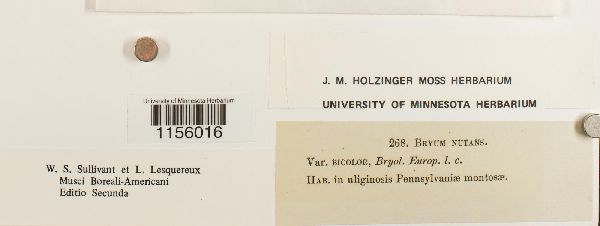 J. M. HOLZINGER MOSS HERBARIUM
UNIVERSITY OF MINNESOTA HERBARIUM
University of Minnesota Herbarium
1156016
W. S. Sullivant et L. Lesquereux
Musci Boreali-Americani
Editio Secunda
268. BRYUM NUTANS.
Var. BICOLOR, Bryol. Europ. l. c.
HAB. in uliginosis Pennsylvaniæ montosæ.